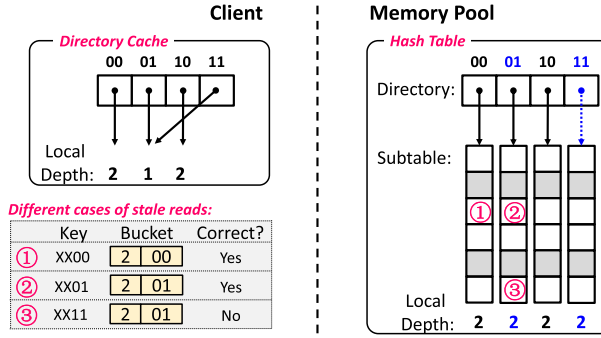 Client
Directory Cache
00 01 10 11
Local
Depth: 2 1 2
Different cases of stale reads:
Key Bucket Correct?
① XX00 2 00 Yes
② XX01 2 01 Yes
③ XX11 2 01 No
Memory Pool
Hash Table
00 01 10 11
Directory:
Subtable:
① ②
③
Local
Depth: 2 2 2 2